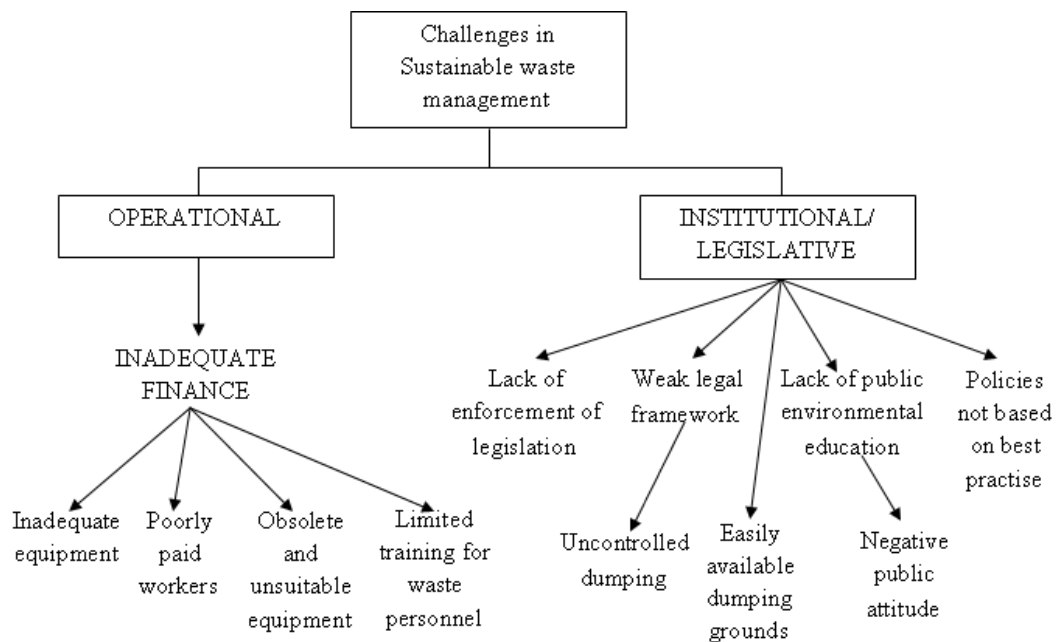 Challenges in
Sustainable waste
management
OPERATIONAL
INSTITUTIONAL/
LEGISLATIVE
INADEQUATE
FINANCE
Lack of
enforcement of
legislation
Weak legal
framework
Lack of public
environmental
education
Policies
not based
on best
practise
Inadequate
equipment
Poorly
paid
workers
Obsolete
and
unsuitable
equipment
Limited
training for
waste
personnel
Uncontrolled
dumping
Easily
available
dumping
grounds
Negative
public
attitude